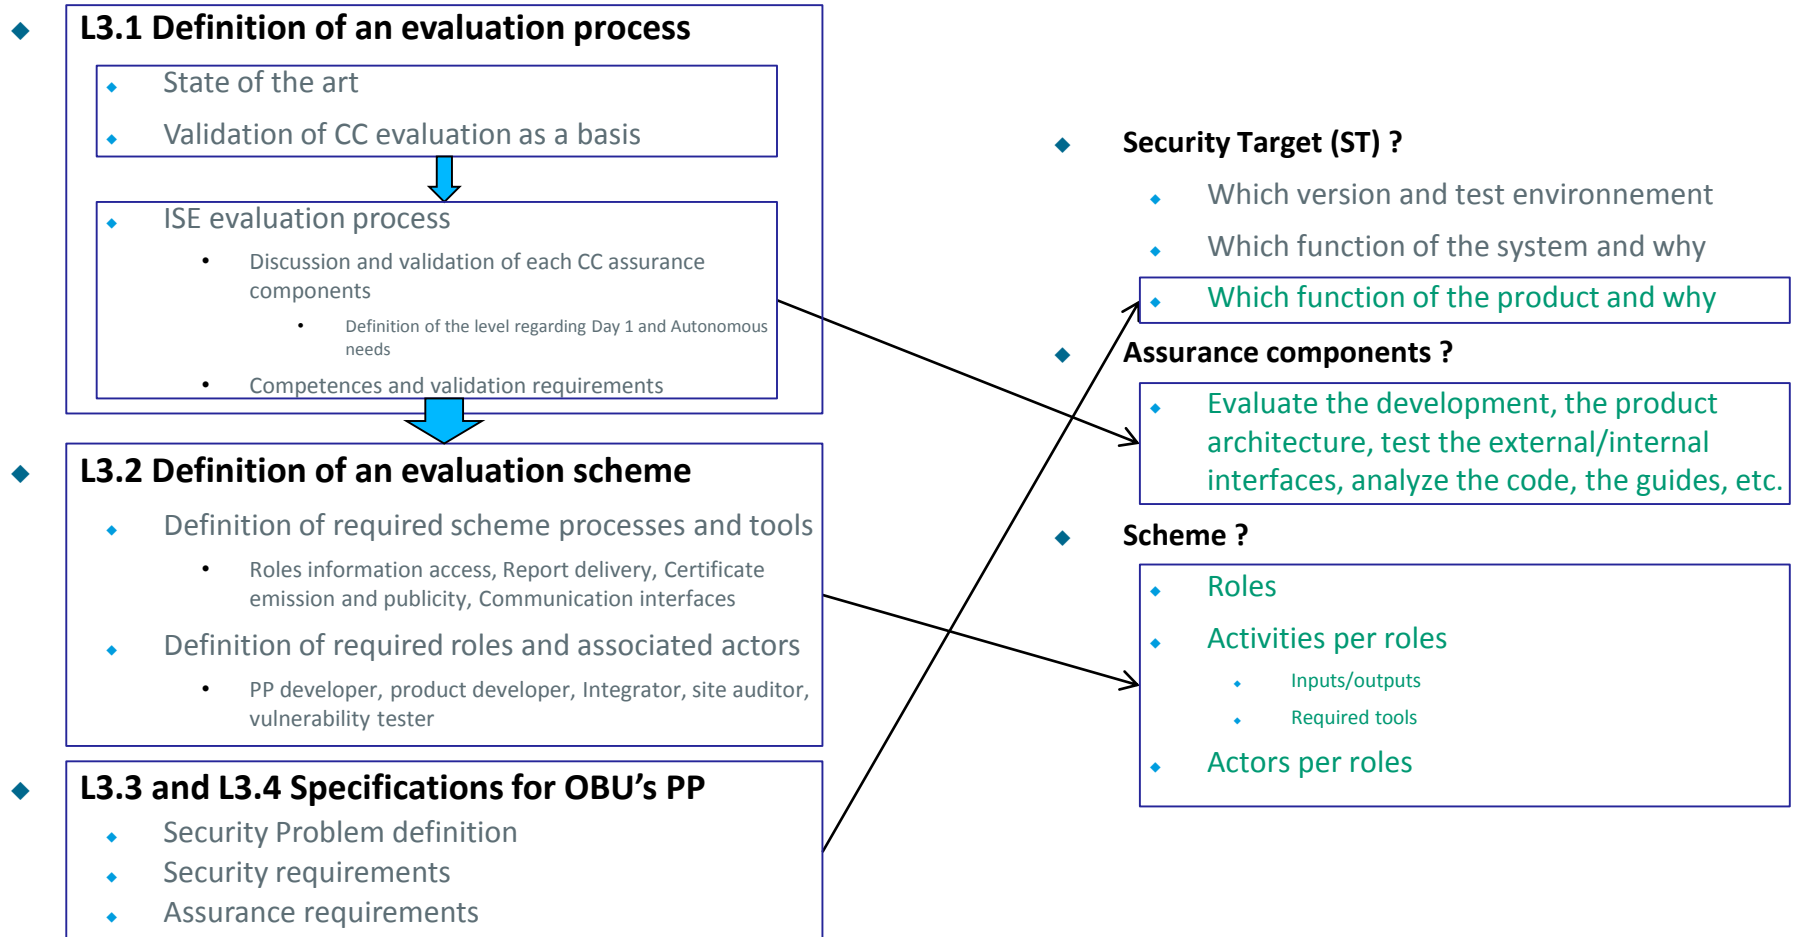 L3.1 Definition of an evaluation process
State of the art
Validation of CC evaluation as a basis
ISE evaluation process
Discussion and validation of each CC assurance
components
Definition of the level regarding Day 1 and Autonomous
needs
Competences and validation requirements
L3.2 Definition of an evaluation scheme
Definition of required scheme processes and tools
Roles information access, Report delivery, Certificate
emission and publicity, Communication interfaces
Definition of required roles and associated actors
PP developer, product developer, Integrator, site auditor,
vulnerability tester
L3.3 and L3.4 Specifications for OBU’s PP
Security Problem definition
Security requirements
Assurance requirements
Security Target (ST) ?
Which version and test environnement
Which function of the system and why
Which function of the product and why
Assurance components ?
Evaluate the development, the product
architecture, test the external/internal
interfaces, analyze the code, the guides, etc.
Scheme ?
Roles
Activities per roles
Inputs/outputs
Required tools
Actors per roles